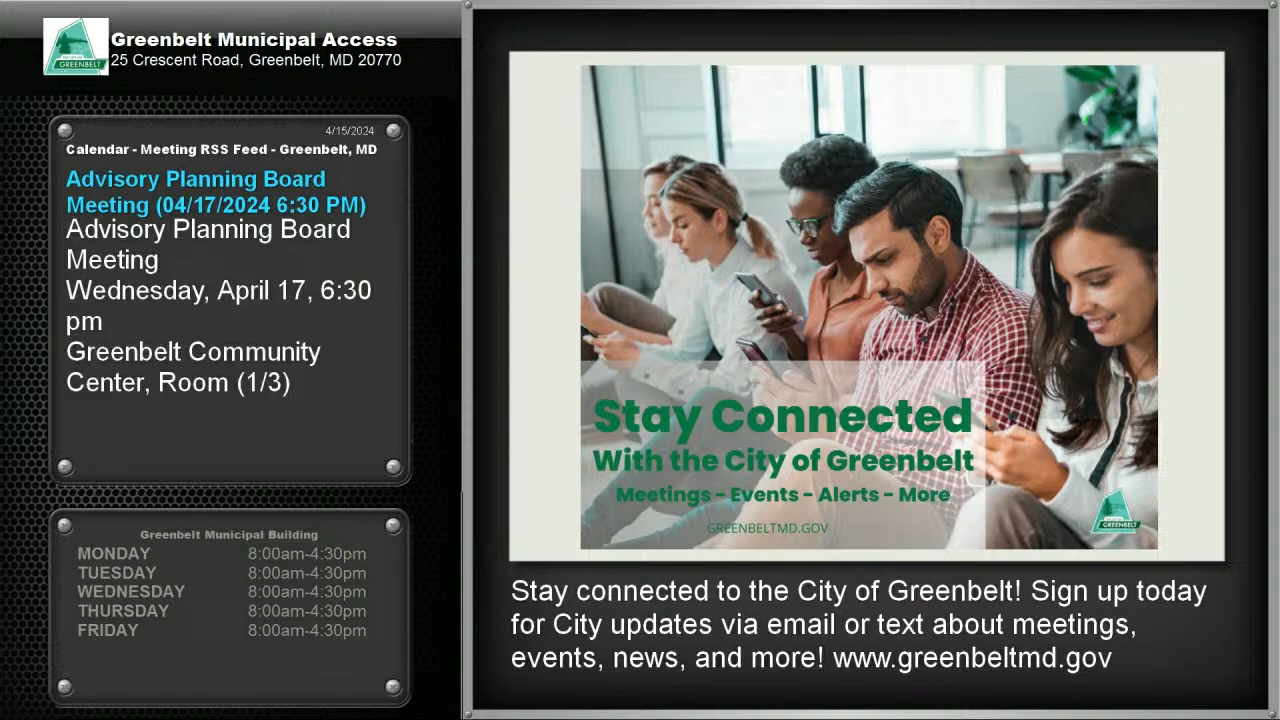 Greenbelt Municipal Access
25 Crescent Road, Greenbelt, MD 20770
GREENBELT
4/15/2024
Calendar - Meeting RSS Feed - Greenbelt, MD
Advisory Planning Board
Meeting (04/17/2024 6:30 PM)
Advisory Planning Board
Meeting
Wednesday, April 17, 6:30
pm
Greenbelt Community
Center, Room (1/3)
Greenbelt Municipal Building
MONDAY 8:00am-4:30pm
TUESDAY 8:00am-4:30pm
WEDNESDAY 8:00am-4:30pm
THURSDAY 8:00am-4:30pm
FRIDAY 8:00am-4:30pm
Stay Connected
With the City of Greenbelt
Meetings - Events - Alerts - More
GREENBELTMD.GOV
GREENBELT
Stay connected to the City of Greenbelt! Sign up today
for City updates via email or text about meetings,
events, news, and more! www.greenbeltmd.gov